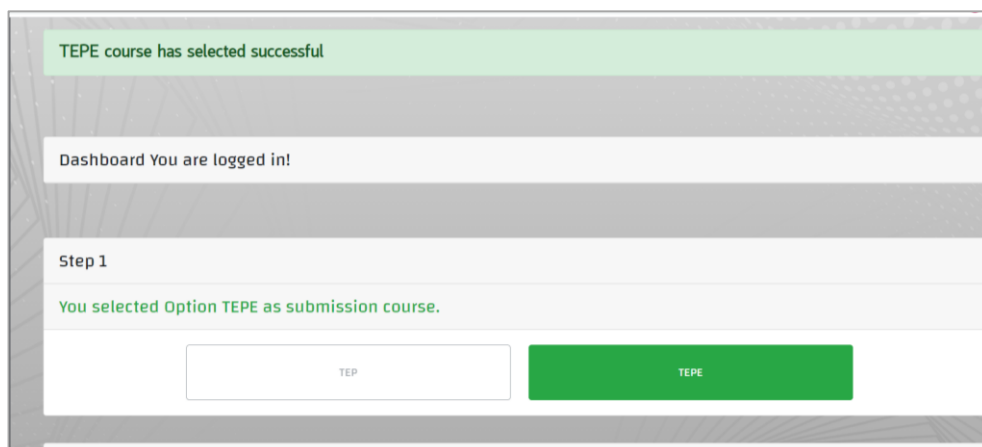 TEPE course has selected successful
Dashboard You are logged in!
Step 1
You selected Option TEPE as submission course.
TEP
TEPE